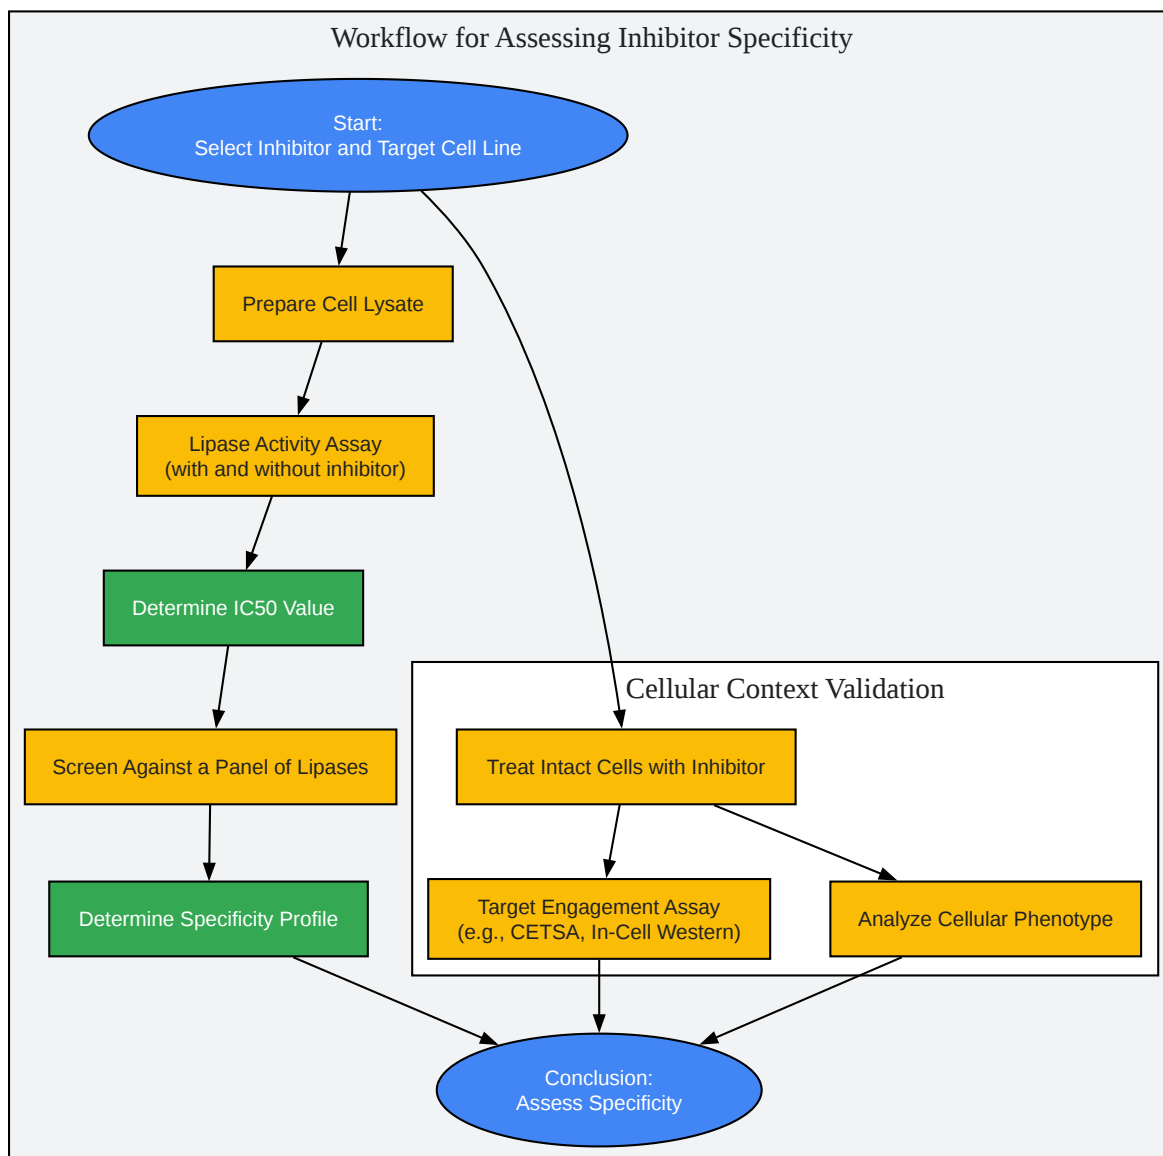 Workflow for Assessing Inhibitor Specificity
Start:
Select Inhibitor and Target Cell Line
Prepare Cell Lysate
Lipase Activity Assay
(with and without inhibitor)
Determine IC50 Value
Screen Against a Panel of Lipases
Determine Specificity Profile
Cellular Context Validation
Treat Intact Cells with Inhibitor
Target Engagement Assay
(e.g., CETSA, In-Cell Western)
Analyze Cellular Phenotype
Conclusion:
Assess Specificity